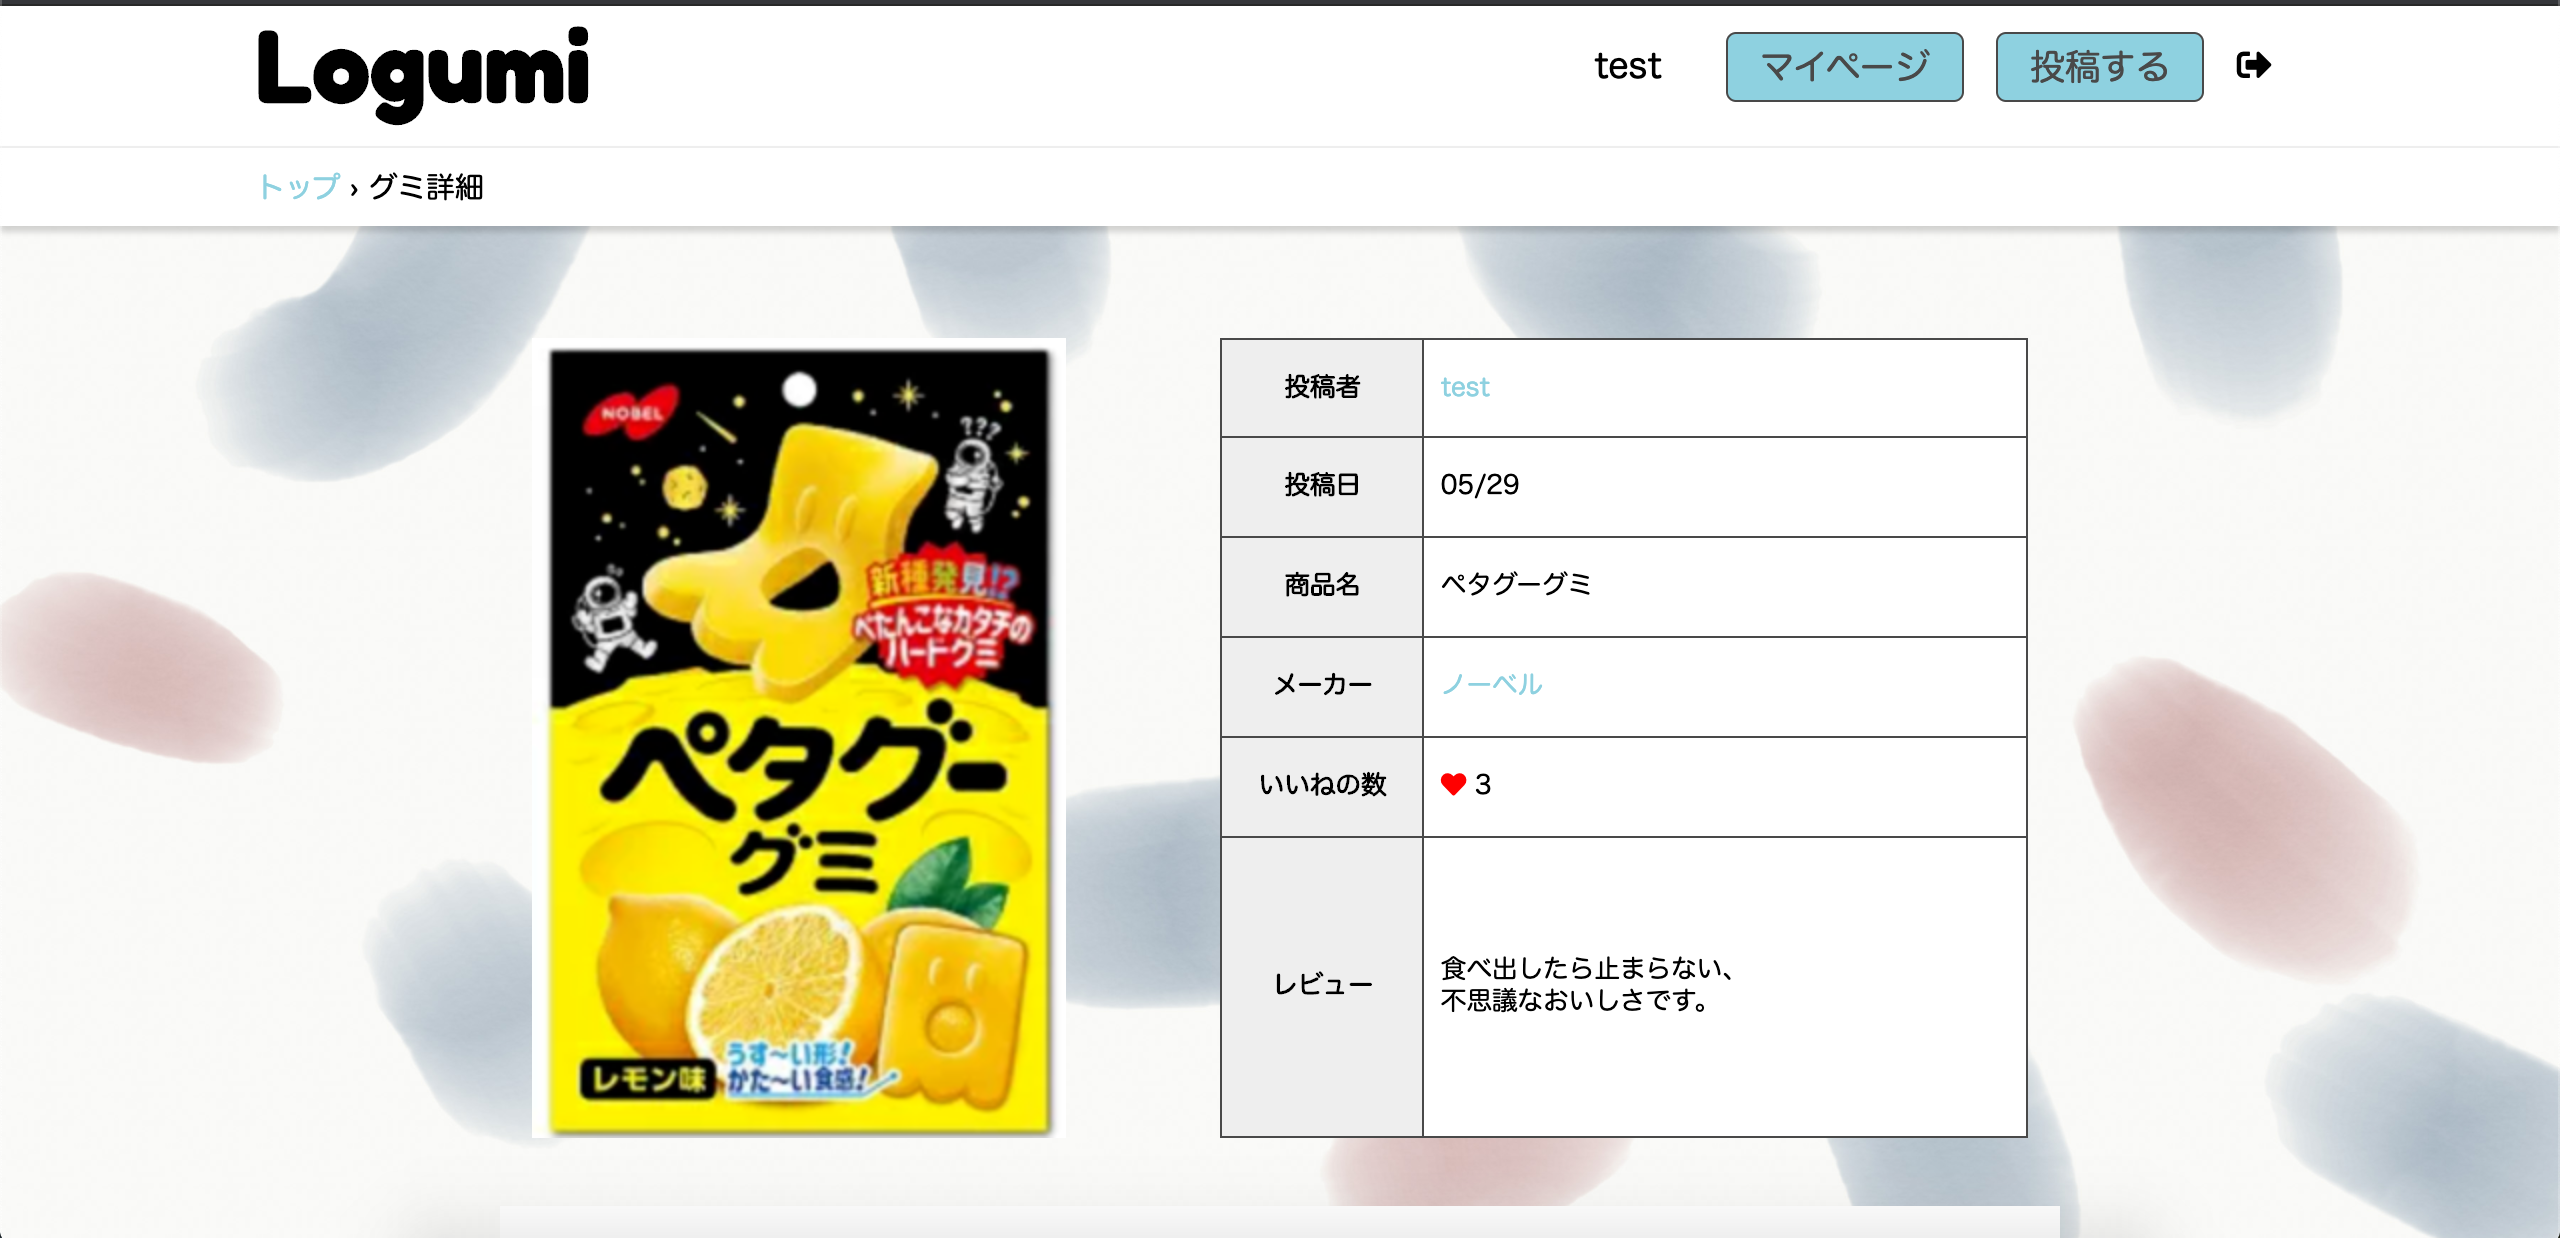 Logumi
test
マイページ
投稿する
トップ › グミ詳細
NOBEL
???
新種発見!?
ぺたんこなカタチの
ハードグミ
ペタグー
グミ
うす〜い形!
かた〜い食感!
レモン味
投稿者
test
投稿日
05/29
商品名
ペタグーグミ
メーカー
ノーベル
いいねの数
3
レビュー
食べ出したら止まらない、
不思議なおいしさです。